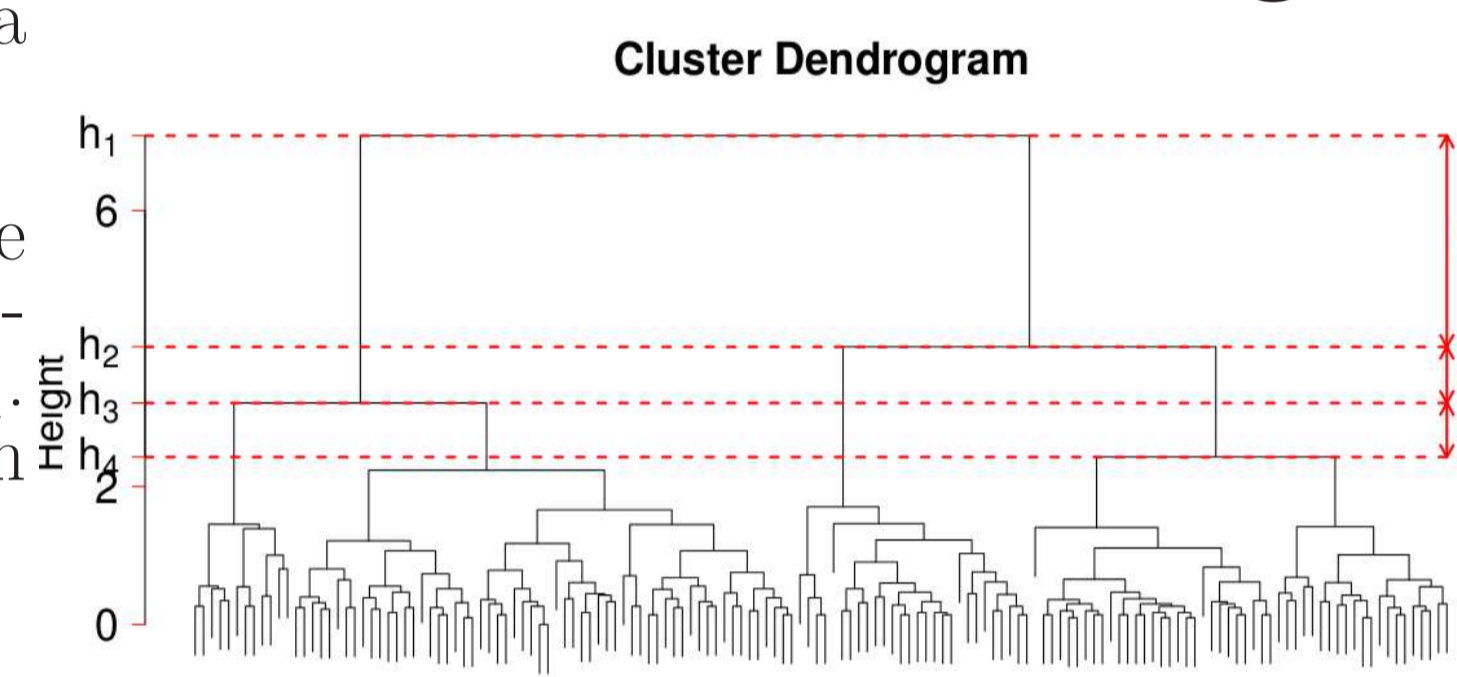 a
Cluster Dendrogram
h₁
6
e
-
h₂
Height
h₃
.
h₄
n
2
0